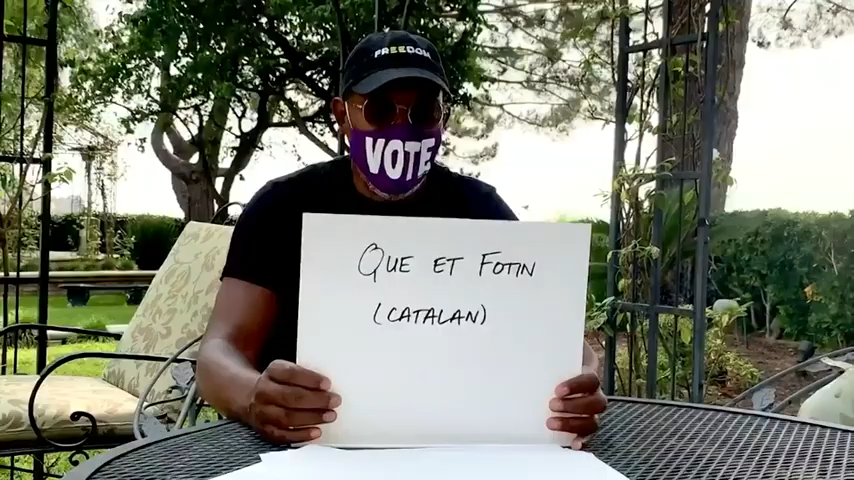 FREEDOM
VOTE
QUE ET FOTIN
(CATALAN)